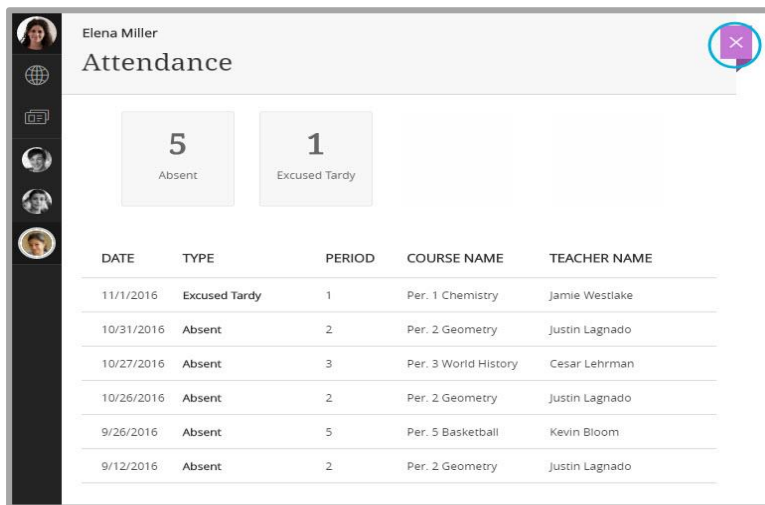 Elena Miller
Attendance
5
Absent
1
Excused Tardy
DATE TYPE PERIOD COURSE NAME TEACHER NAME
11/1/2016 Excused Tardy 1 Per. 1 Chemistry Jamie Westlake
10/31/2016 Absent 2 Per. 2 Geometry Justin Lagnado
10/27/2016 Absent 3 Per. 3 World History Cesar Lehrman
10/26/2016 Absent 2 Per. 2 Geometry Justin Lagnado
9/26/2016 Absent 5 Per. 5 Basketball Kevin Bloom
9/12/2016 Absent 2 Per. 2 Geometry Justin Lagnado